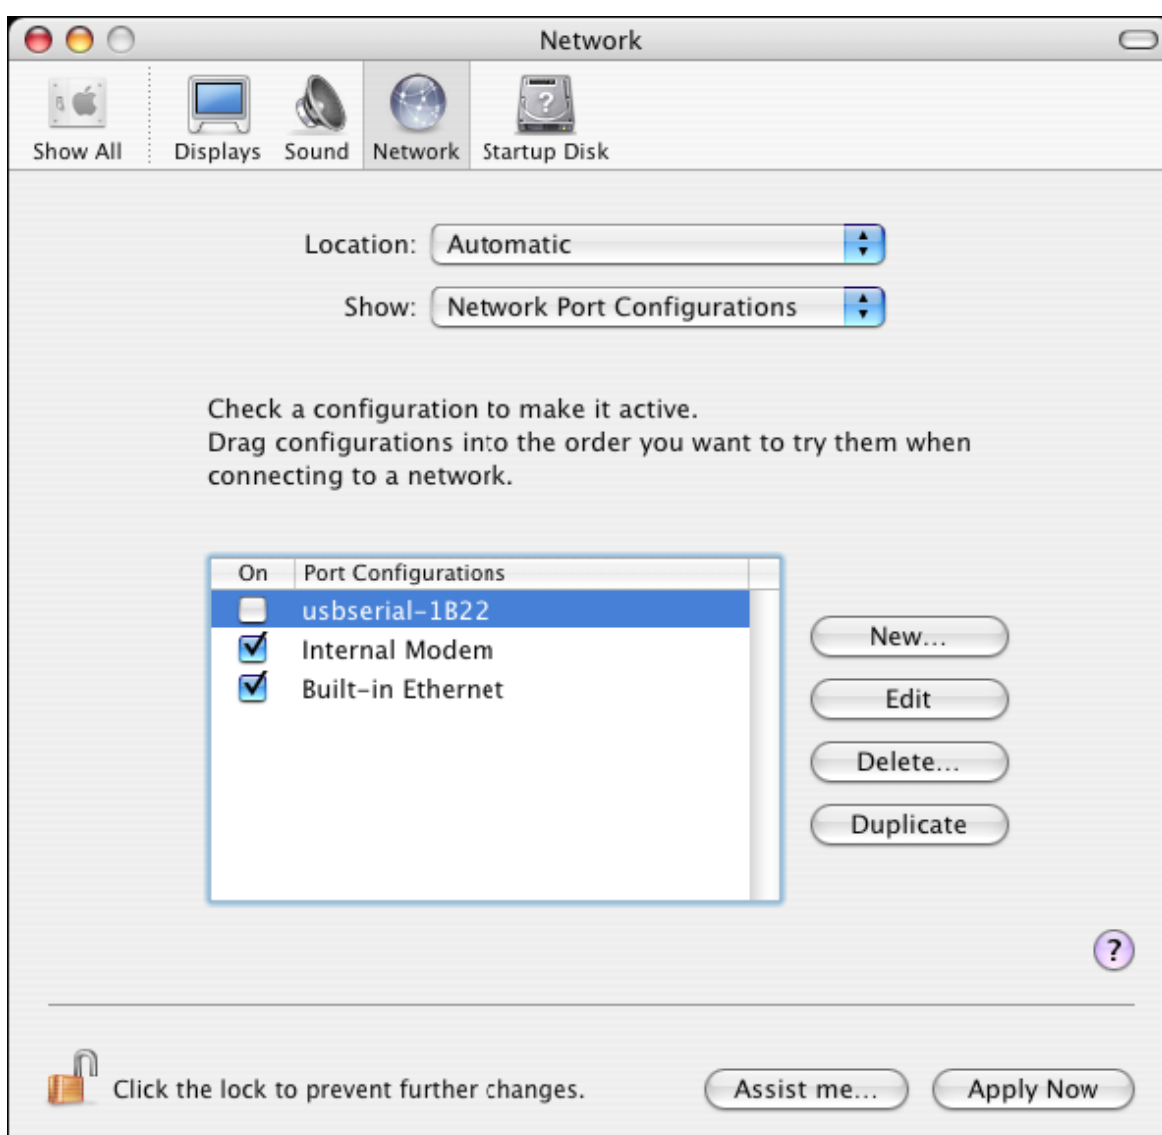 Network
Show All
Displays
Sound
Network
Startup Disk
Location: Automatic
Show: Network Port Configurations
Check a configuration to make it active.
Drag configurations into the order you want to try them when
connecting to a network.
On Port Configurations
usbserial-1B22
Internal Modem
Built-in Ethernet
New...
Edit
Delete...
Duplicate
?
Click the lock to prevent further changes.
Assist me...
Apply Now